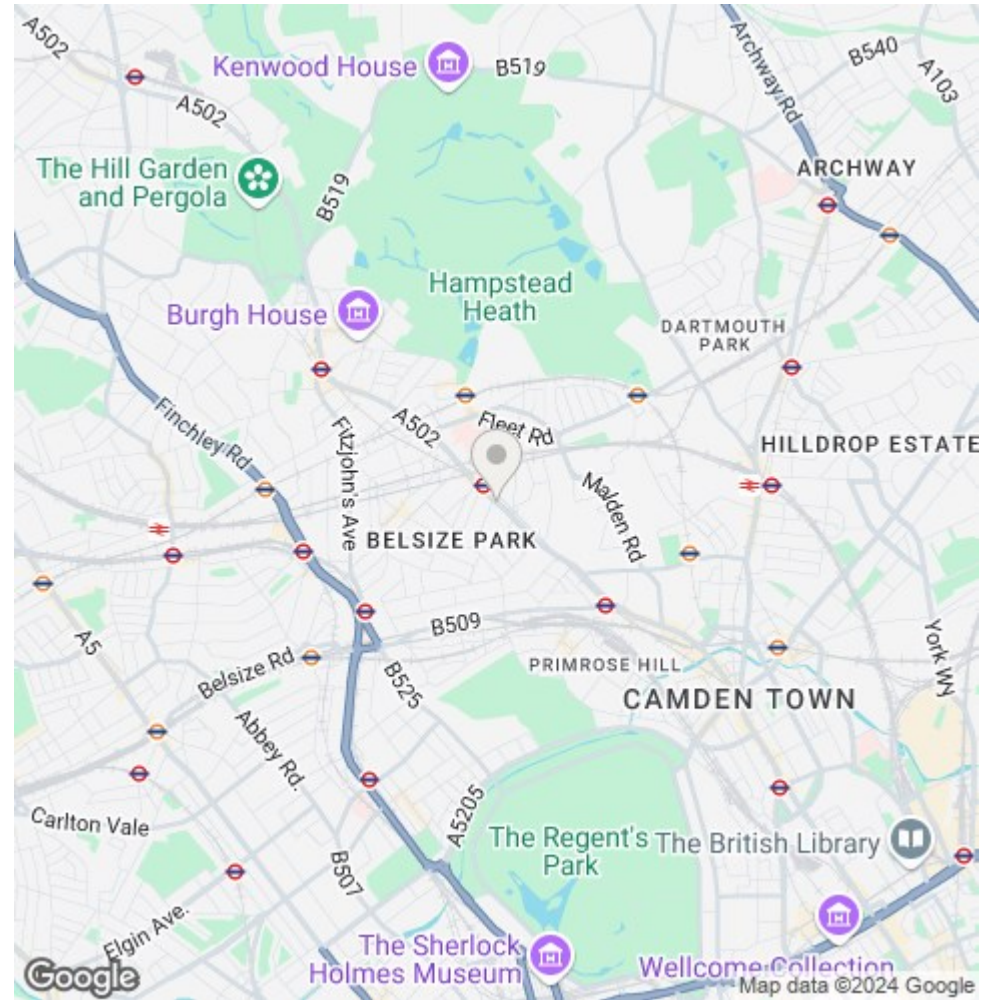 A502
Kenwood House
B519
B540
A103
A502
Archway Rd
The Hill Garden
and Pergola
B519
ARCHWAY
Hampstead
Heath
Burgh House
DARTMOUTH
PARK
Finchley Rd
Fitzjohn's Ave
A502
Fleet Rd
HILLDROP ESTATE
Malden Rd
BELSIZE PARK
A5
B509
Belsize Rd
B525
PRIMROSE HILL
York Wy
CAMDEN TOWN
Abbey Rd.
Carlton Vale
A5205
The Regent's
Park
The British Library
B507
Elgin Ave.
The Sherlock
Holmes Museum
Wellcome Collection
Google
Map data ©2024 Google